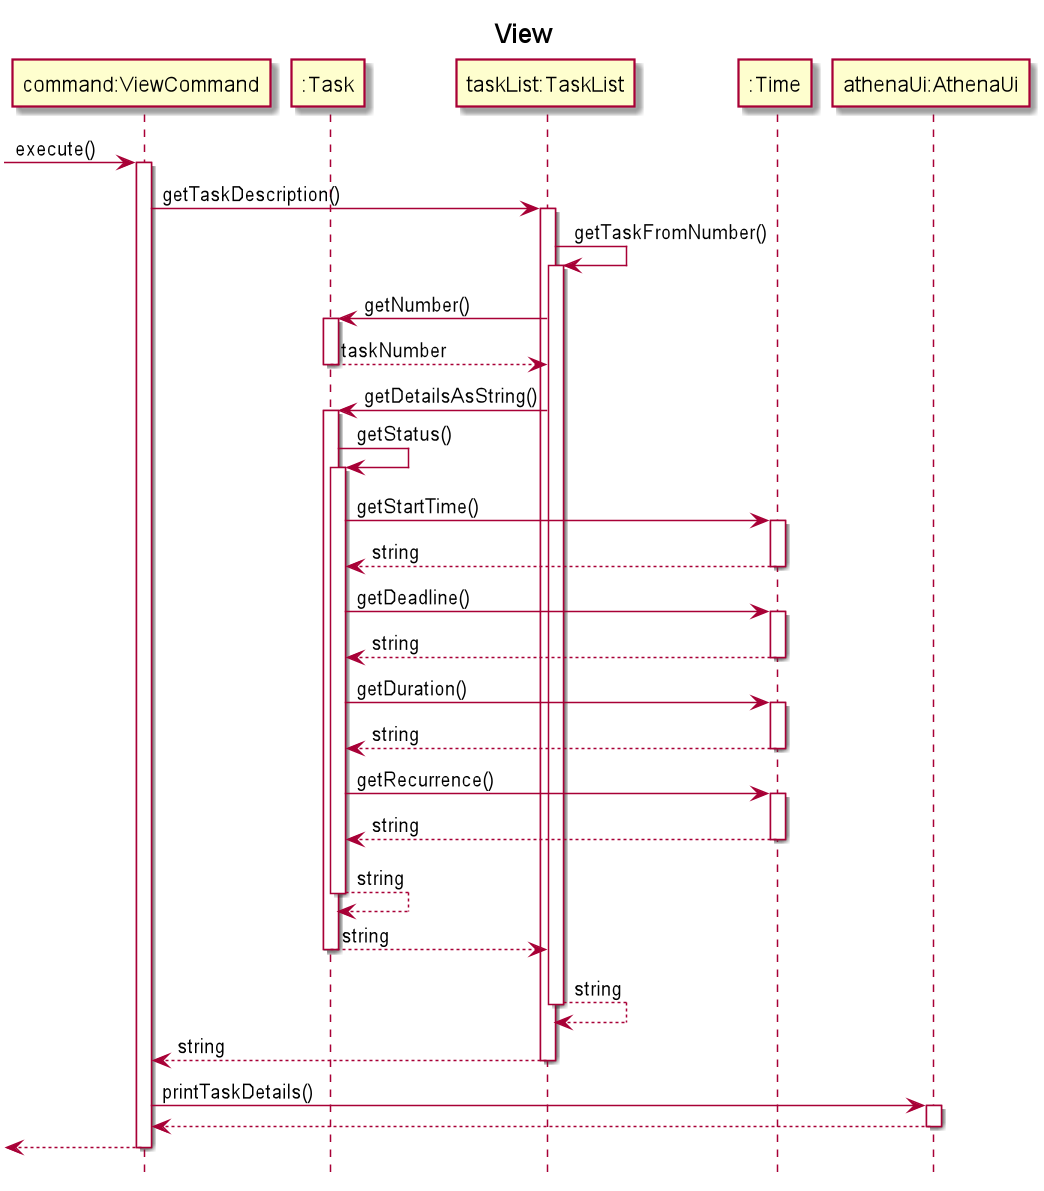 View
command:ViewCommand
:Task
taskList:TaskList
:Time
athenaUi:AthenaUi
execute()
getTaskDescription()
getTaskFromNumber()
getNumber()
taskNumber
getDetailsAsString()
getStatus()
getStartTime()
string
getDeadline()
string
getDuration()
string
getRecurrence()
string
string
string
string
string
printTaskDetails()